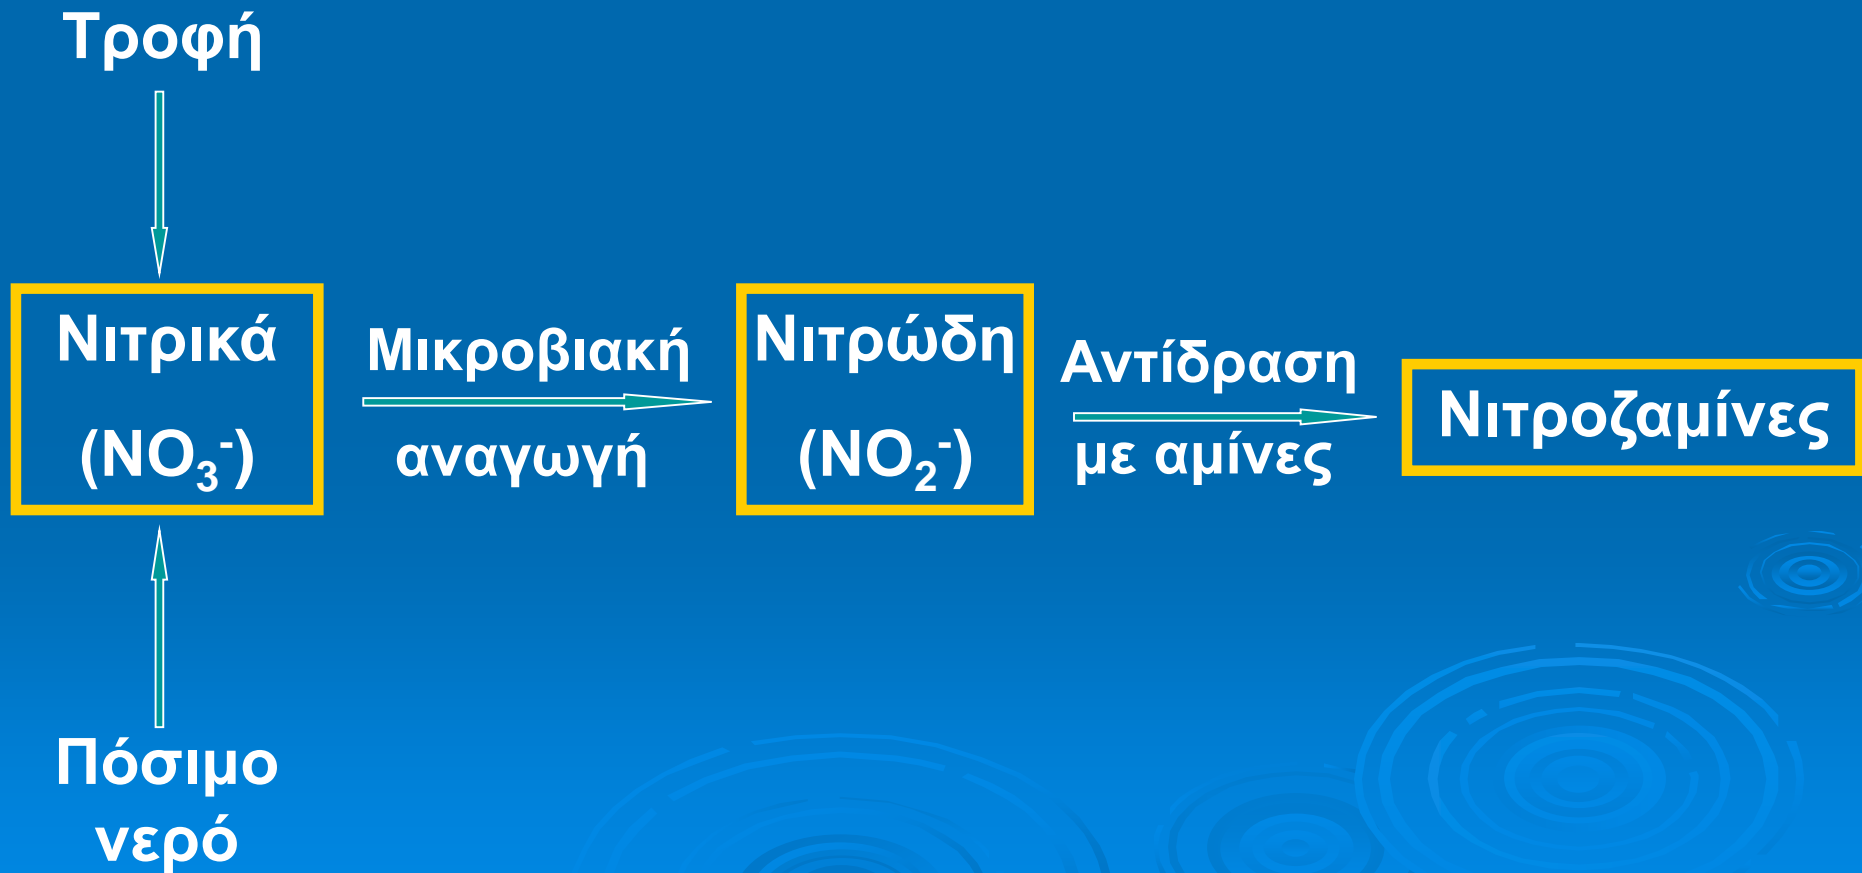 Τροφή
Νιτρικά
(NO₃⁻)
Μικροβιακή
αναγωγή
Νιτρώδη
(NO₂⁻)
Αντίδραση
με αμίνες
Νιτροζαμίνες
Πόσιμο
νερό